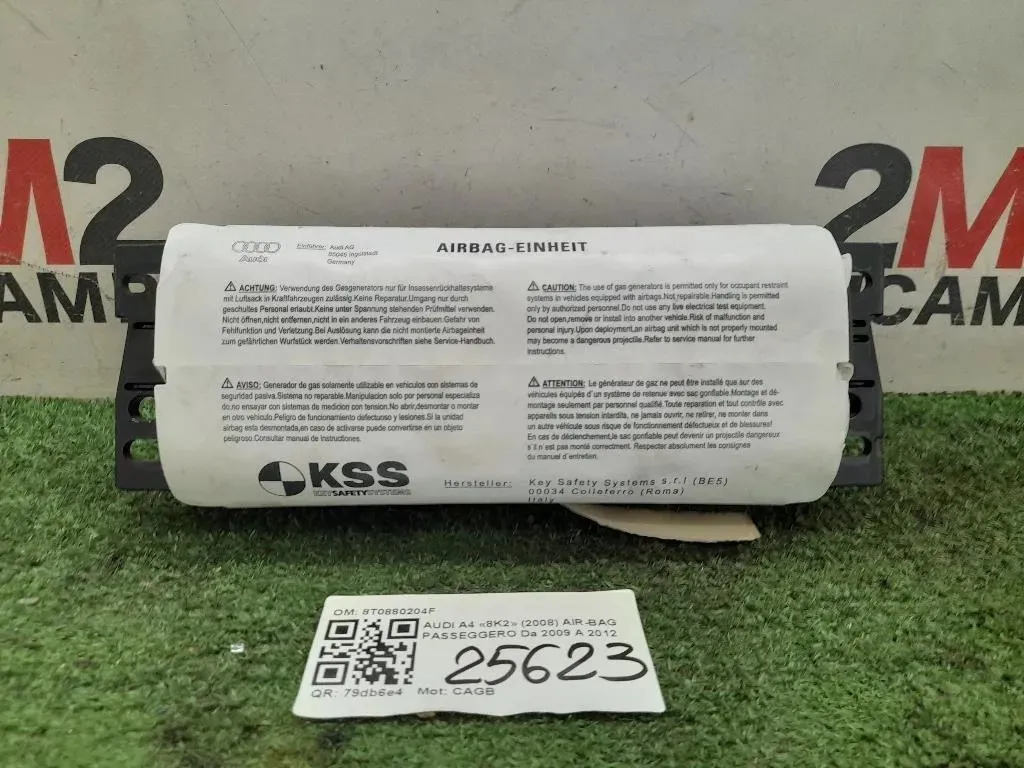 M2
CAMBI
2M
CAM
Audi
Einführer: Audi AG
85045 Ingolstadt
Germany
AIRBAG-EINHEIT
ACHTUNG: Verwendung des Gasgenerators nur für Insassenrückhaltesysteme
mit Luftsack in Kraftfahrzeugen zulässig.Keine Reparatur.Umgang nur durch
geschultes Personal erlaubt.Keine unter Spannung stehenden Prüfmittel verwenden.
Nicht öffnen,nicht entfernen,nicht in ein anderes Fahrzeug einbauen.Gefahr von
Fehlfunktion und Verletzung.Bei Auslösung kann die nicht montierte Airbageinheit
zum gefährlichen Wurfstück werden.Verhaltensvorschriften siehe Service-Handbuch.
CAUTION: The use of gas generators is permitted only for occupant restraint
systems in vehicles equipped with airbags.Not repairable.Handling is permitted
only by authorized personnel.Do not use any live electrical test equipment.
Do not open,remove or install into another vehicle.Risk of malfunction and
personal injury.Upon deployment,an airbag unit which is not properly mounted
may become a dangerous projectile.Refer to service manual for further
instructions.
AVISO: Generador de gas solamente utilizable en vehiculos con sistemas de
seguridad pasiva.Sistema no reparable.Manipulacion solo por personal especializa
do,no ensayar con sistemas de medicion con tension.No abrir,desmontar o montar
en otro vehiculo.Peligro de funcionamiento defectuoso y lesiones.Si la unidad
airbag esta desmontada,en caso de activarse puede convertirse en un objeto
peligroso.Consultar manual de instructiones.
ATTENTION: Le générateur de gaz ne peut être installé que sur des
véhicules équipés d'un système de retenue avec sac gonflable.Montage et dé-
montage seulement par personnel qualifié.Toute reparation et tout contrôle avec
appareils sous tension interdits, ne jamais ouvrir, ne retirer, ne monter dans
un autre véhicule sous risque de fonctionnement défectueux et de blessures!
En cas de déclenchement,le sac gonflable peut devenir un projectile dangereux
s´il n´est pas monté correctement. Respecter absolument les consignes
du manuel d´entretien.
KSS
KEYSAFETYSYSTEMS
Hersteller: Key Safety Systems s.r.l (BE5)
00034 Colleferro (Roma)
Italy
OM: 8T0880204F
AUDI A4 «8K2» (2008) AIR-BAG
PASSEGGERO Da 2009 A 2012
25623
QR: 79db6e4 Mot: CAGB